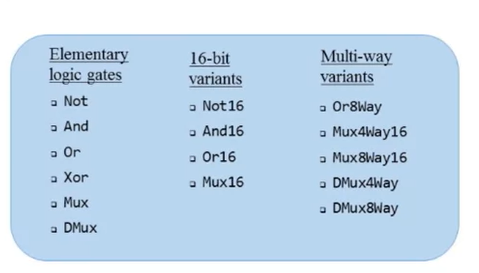 Elementary
logic gates
Not
And
Or
Xor
Mux
DMux
16-bit
variants
Not16
And16
Or16
Mux16
Multi-way
variants
Or8Way
Mux4Way16
Mux8Way16
DMux4Way
DMux8Way